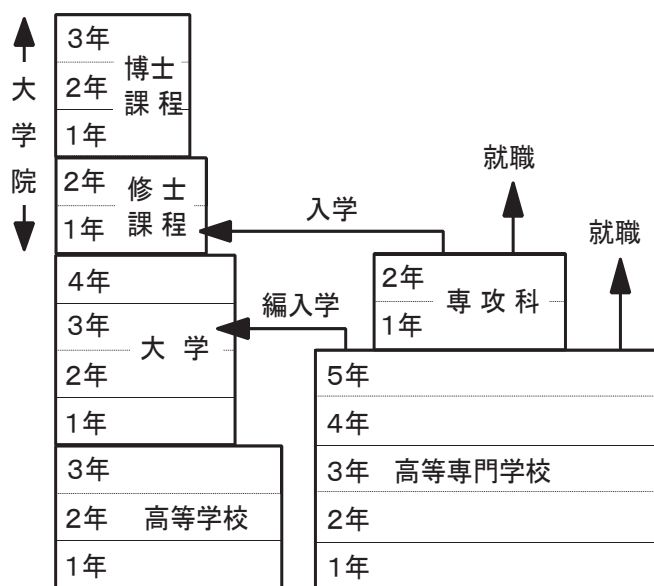 大学院
3年
博士
2年
課程
1年
2年
修士
1年
課程
4年
3年
大学
2年
1年
3年
2年
高等学校
1年
入学
編入学
就職
就職
2年
専攻科
1年
5年
4年
3年
高等専門学校
2年
1年